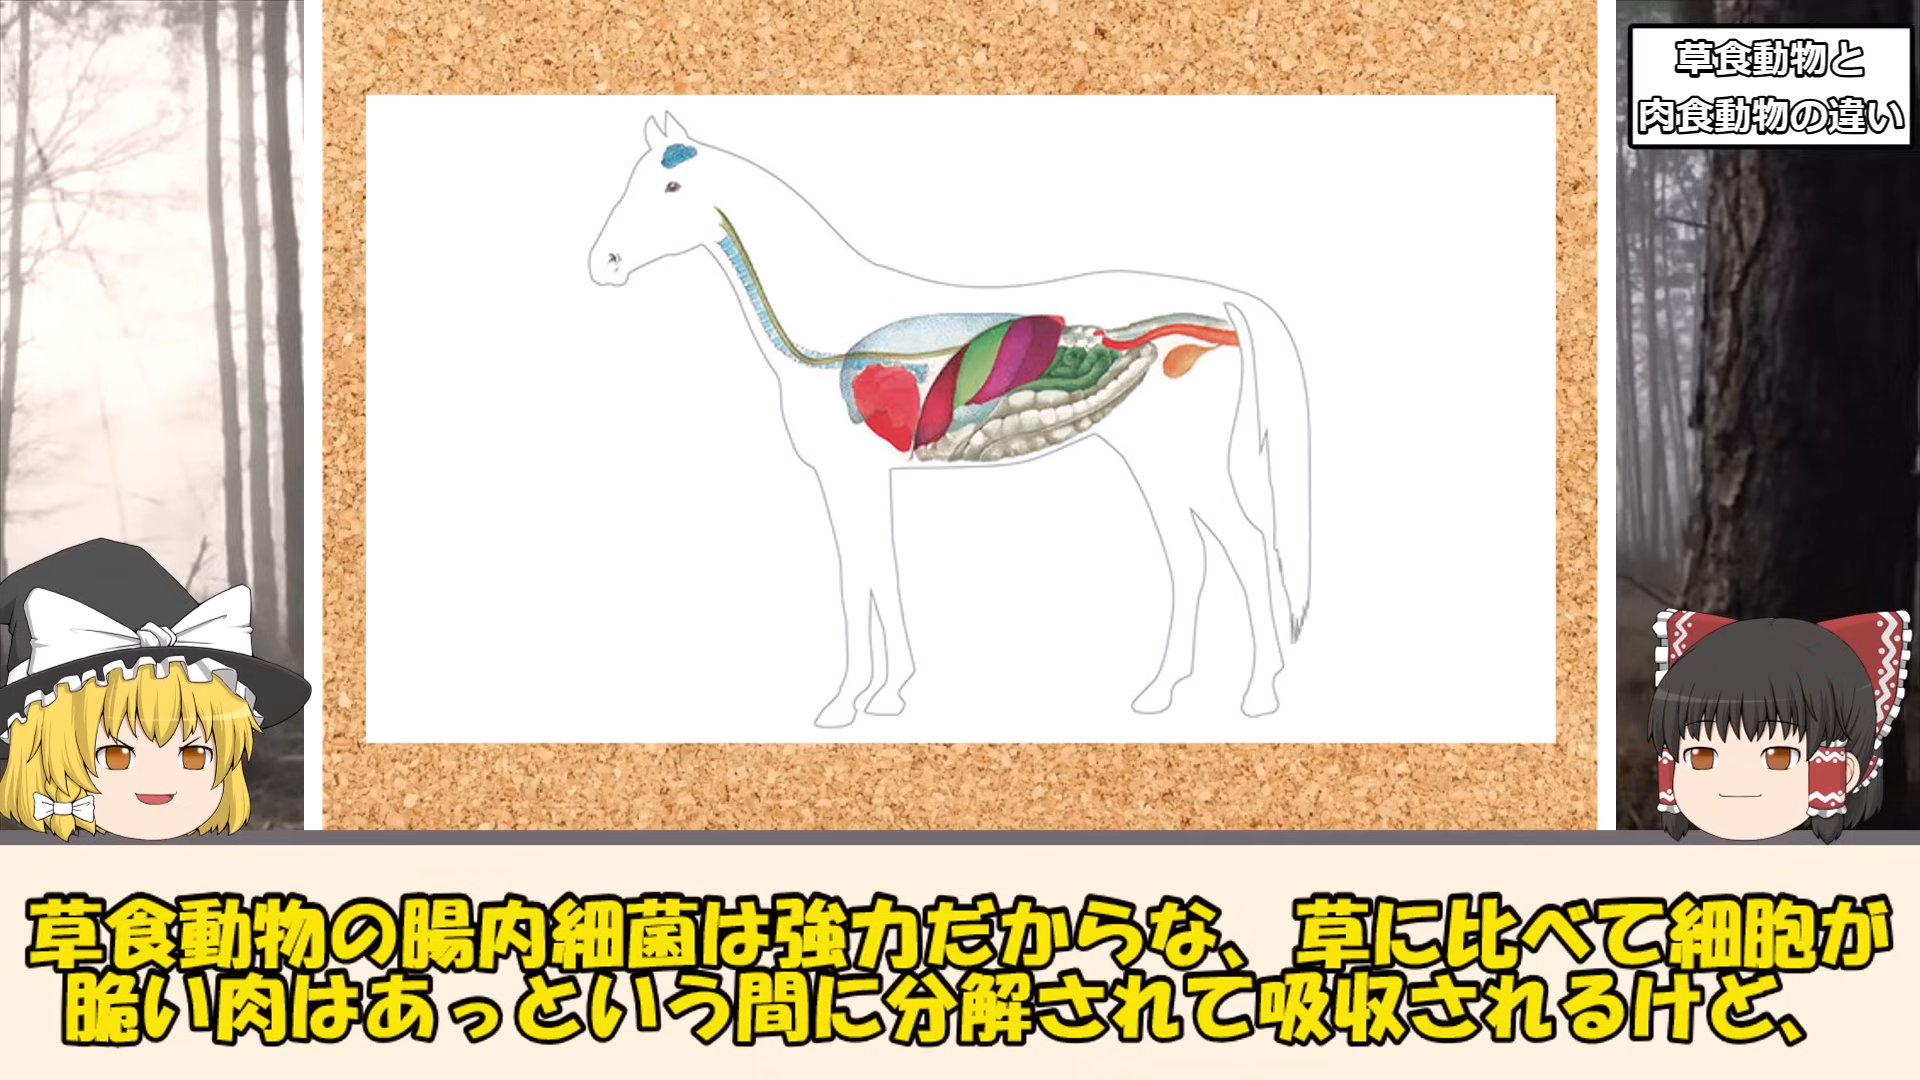 草食動物と
肉食動物の違い
草食動物の腸内細菌は強力だからな、草に比べて細胞が
脆い肉はあっという間に分解されて吸収されるけど、